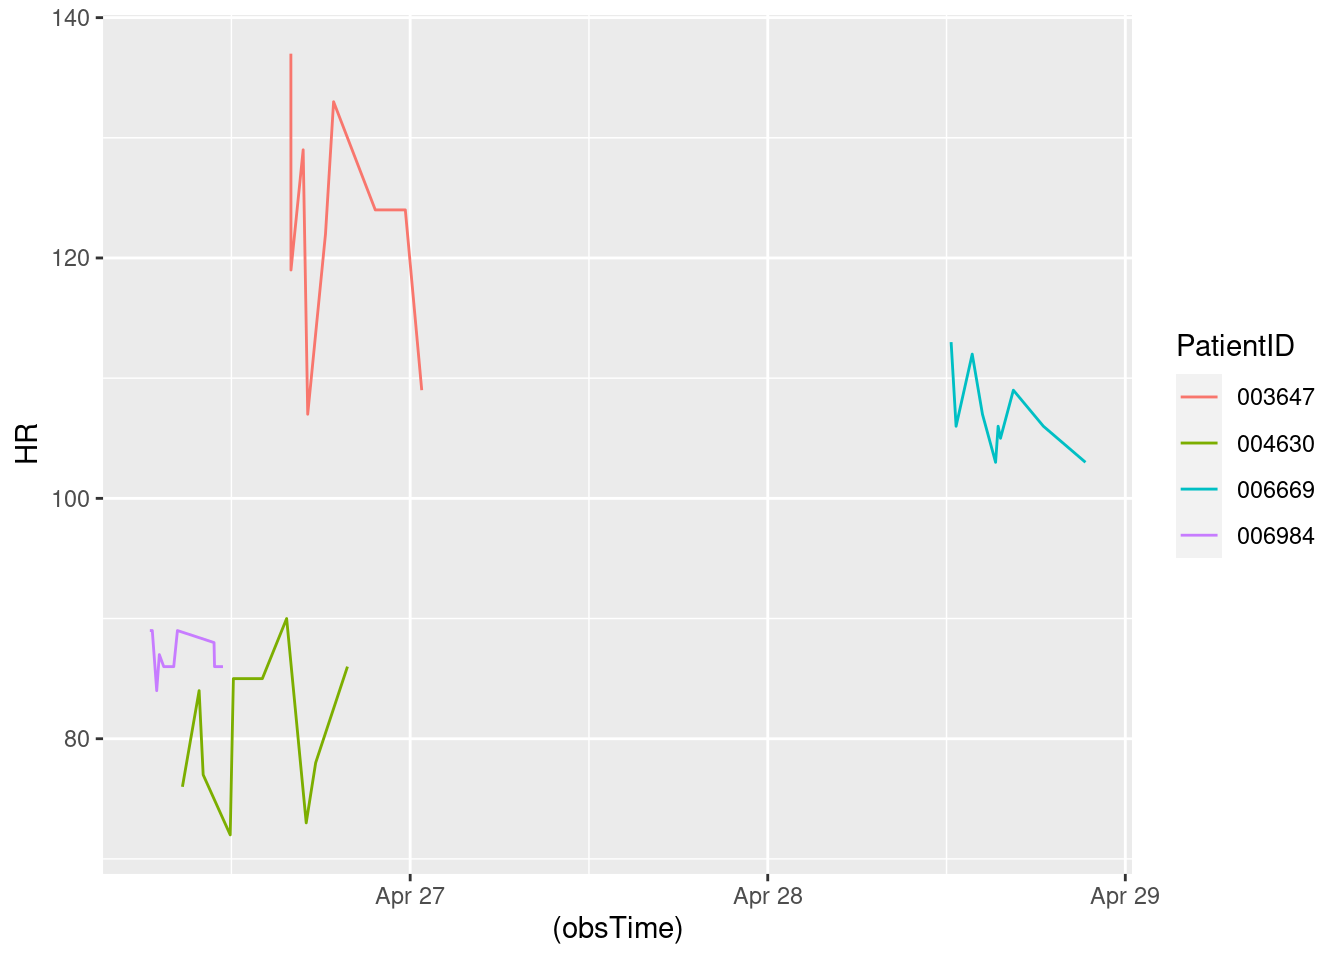 140
120
100
80
HR
Apr 27
Apr 28
Apr 29
(obsTime)
PatientID
003647
004630
006669
006984